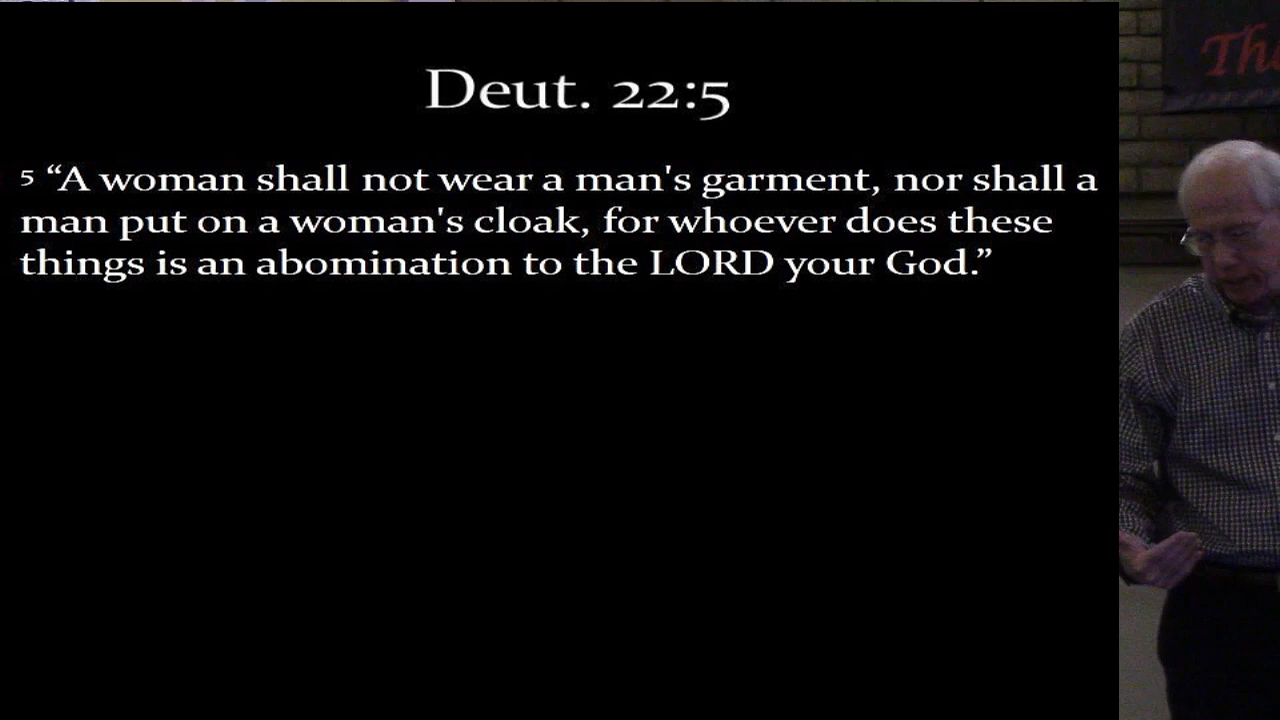 Deut. 22:5
5 “A woman shall not wear a man's garment, nor shall a
man put on a woman's cloak, for whoever does these
things is an abomination to the LORD your God.”